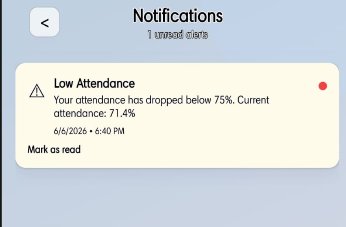 <
Notifications
1 unread alerts
Low Attendance
Your attendance has dropped below 75%. Current
attendance: 71.4%
6/6/2026 • 6:40 PM
Mark as read